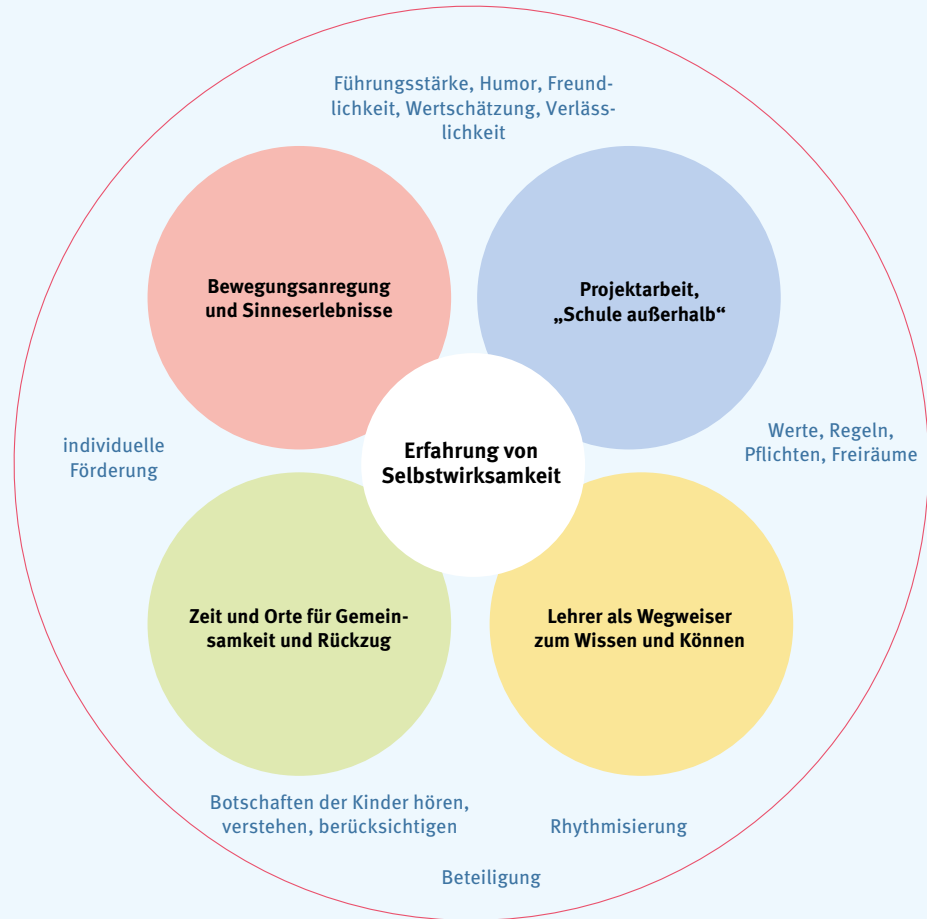 Führungsstärke, Humor, Freund-
lichkeit, Wertschätzung, Verläss-
lichkeit
Bewegungsanregung
und Sinneserlebnisse
Projektarbeit,
„Schule außerhalb“
individuelle
Förderung
Erfahrung von
Selbstwirksamkeit
Werte, Regeln,
Pflichten, Freiräume
Zeit und Orte für Gemein-
samkeit und Rückzug
Lehrer als Wegweiser
zum Wissen und Können
Botschaften der Kinder hören,
verstehen, berücksichtigen
Rhythmisierung
Beteiligung